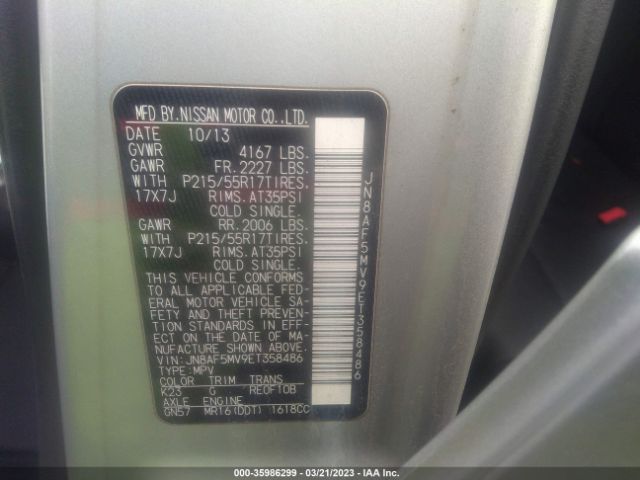 MFD BY.NISSAN MOTOR CO.,LTD.
DATE 10/13
GVWR 4167 LBS.
GAWR FR.2227 LBS.
WITH P215/55R17TIRES.
17X7J RIMS.AT35PSI
COLD SINGLE.
GAWR RR.2006 LBS.
WITH P215/55R17TIRES.
17X7J RIMS.AT35PSI
COLD SINGLE.
THIS VEHICLE CONFORMS
TO ALL APPLICABLE FED-
ERAL MOTOR VEHICLE SA-
FETY AND THEFT PREVEN-
TION STANDARDS IN EFF-
ECT ON THE DATE OF MA-
NUFACTURE SHOWN ABOVE.
VIN:JN8AF5MV9ET358486
TYPE:MPV
COLOR TRIM TRANS
K23 G RE0F10B
AXLE ENGINE
GN57 MR16(DDT) 1618CC
JN8AF5MV9ET358486
000-35986299 — 03/21/2023 — IAA Inc.